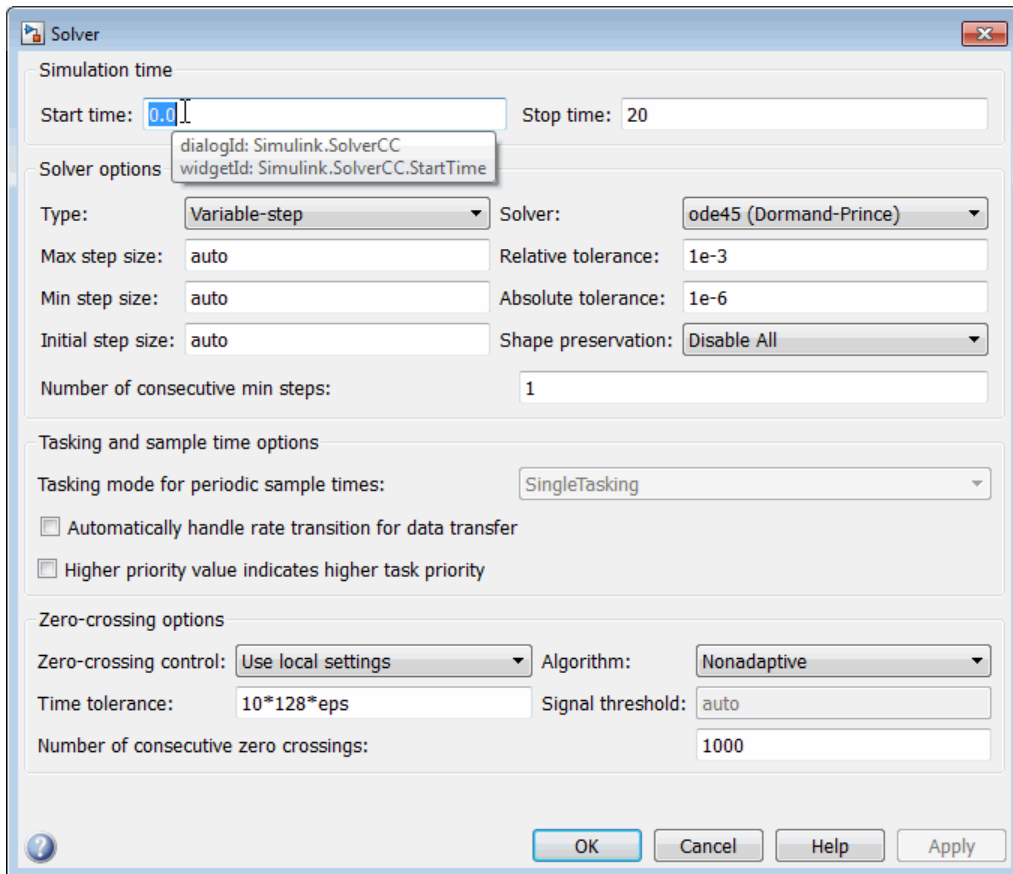 Solver
Simulation time
Start time: 0.0 Stop time: 20
dialogId: Simulink.SolverCC
widgetId: Simulink.SolverCC.StartTime
Solver options
Type: Variable-step Solver: ode45 (Dormand-Prince)
Max step size: auto Relative tolerance: 1e-3
Min step size: auto Absolute tolerance: 1e-6
Initial step size: auto Shape preservation: Disable All
Number of consecutive min steps: 1
Tasking and sample time options
Tasking mode for periodic sample times: SingleTasking
Automatically handle rate transition for data transfer
Higher priority value indicates higher task priority
Zero-crossing options
Zero-crossing control: Use local settings Algorithm: Nonadaptive
Time tolerance: 10*128*eps Signal threshold: auto
Number of consecutive zero crossings: 1000
? OK Cancel Help Apply